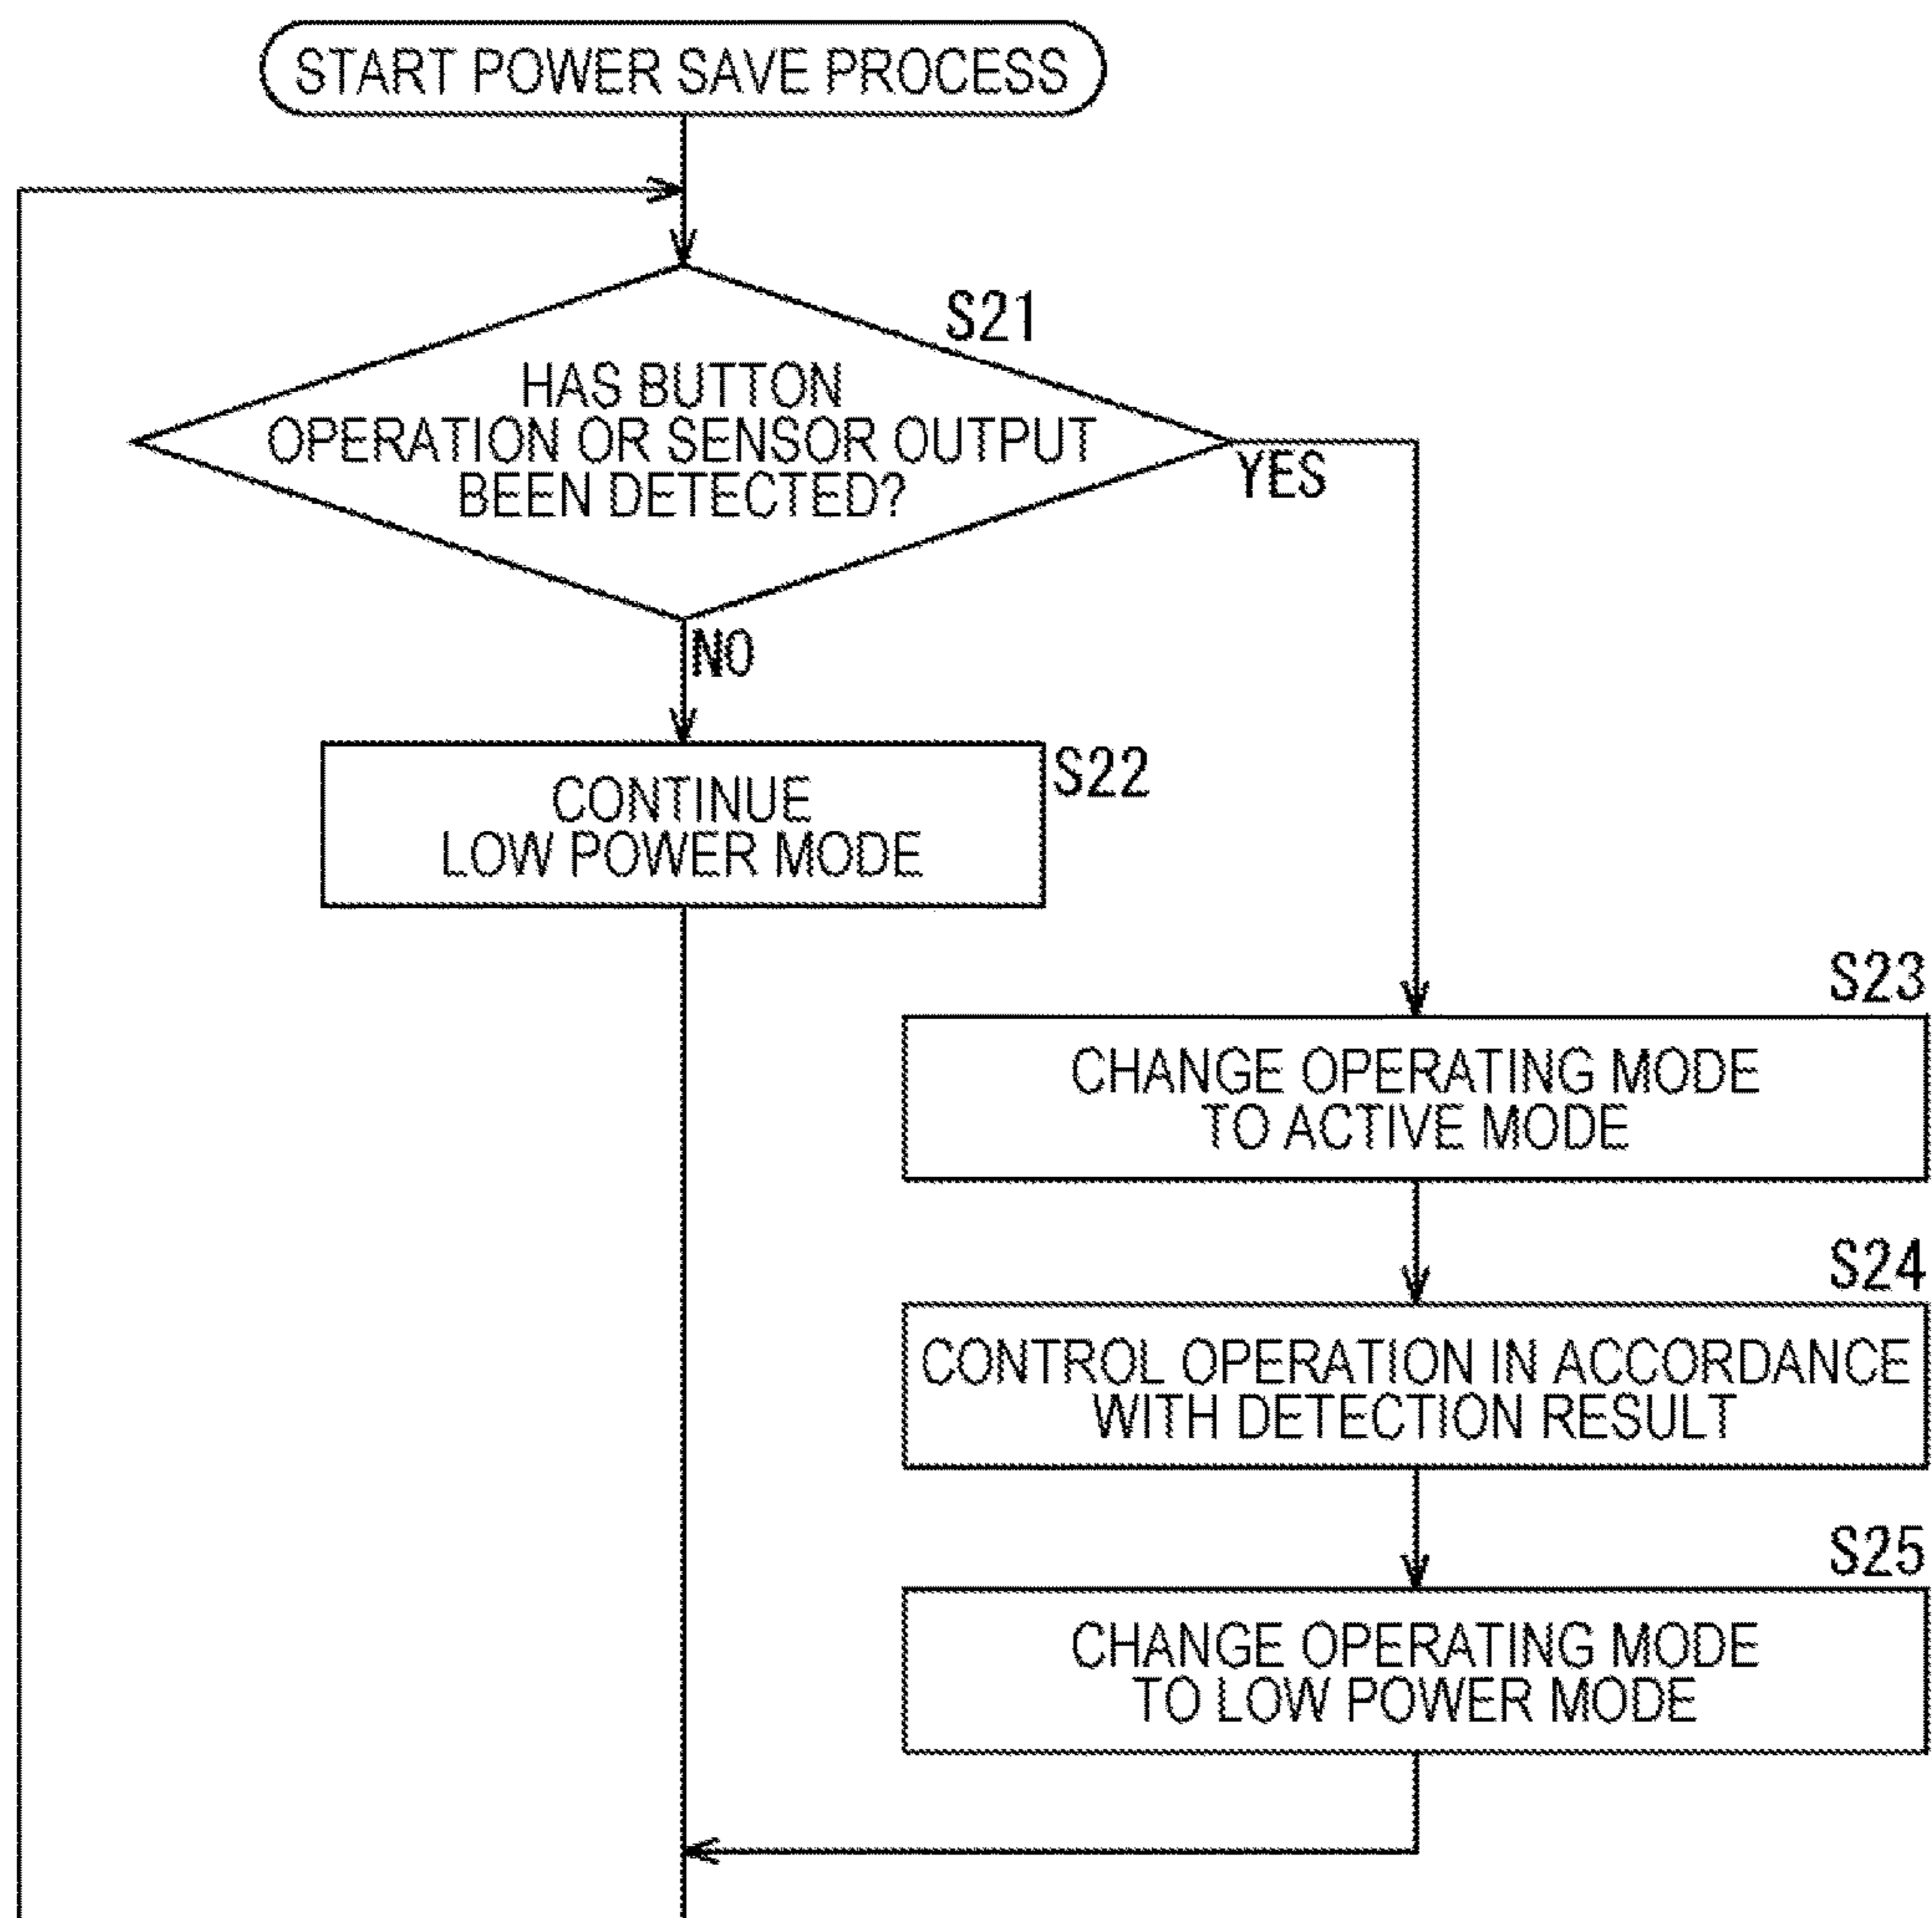 START POWER SAVE PROCESS
S21
HAS BUTTON
OPERATION OR SENSOR OUTPUT
BEEN DETECTED?
YES
NO
S22
CONTINUE
LOW POWER MODE
S23
CHANGE OPERATING MODE
TO ACTIVE MODE
S24
CONTROL OPERATION IN ACCORDANCE
WITH DETECTION RESULT
S25
CHANGE OPERATING MODE
TO LOW POWER MODE